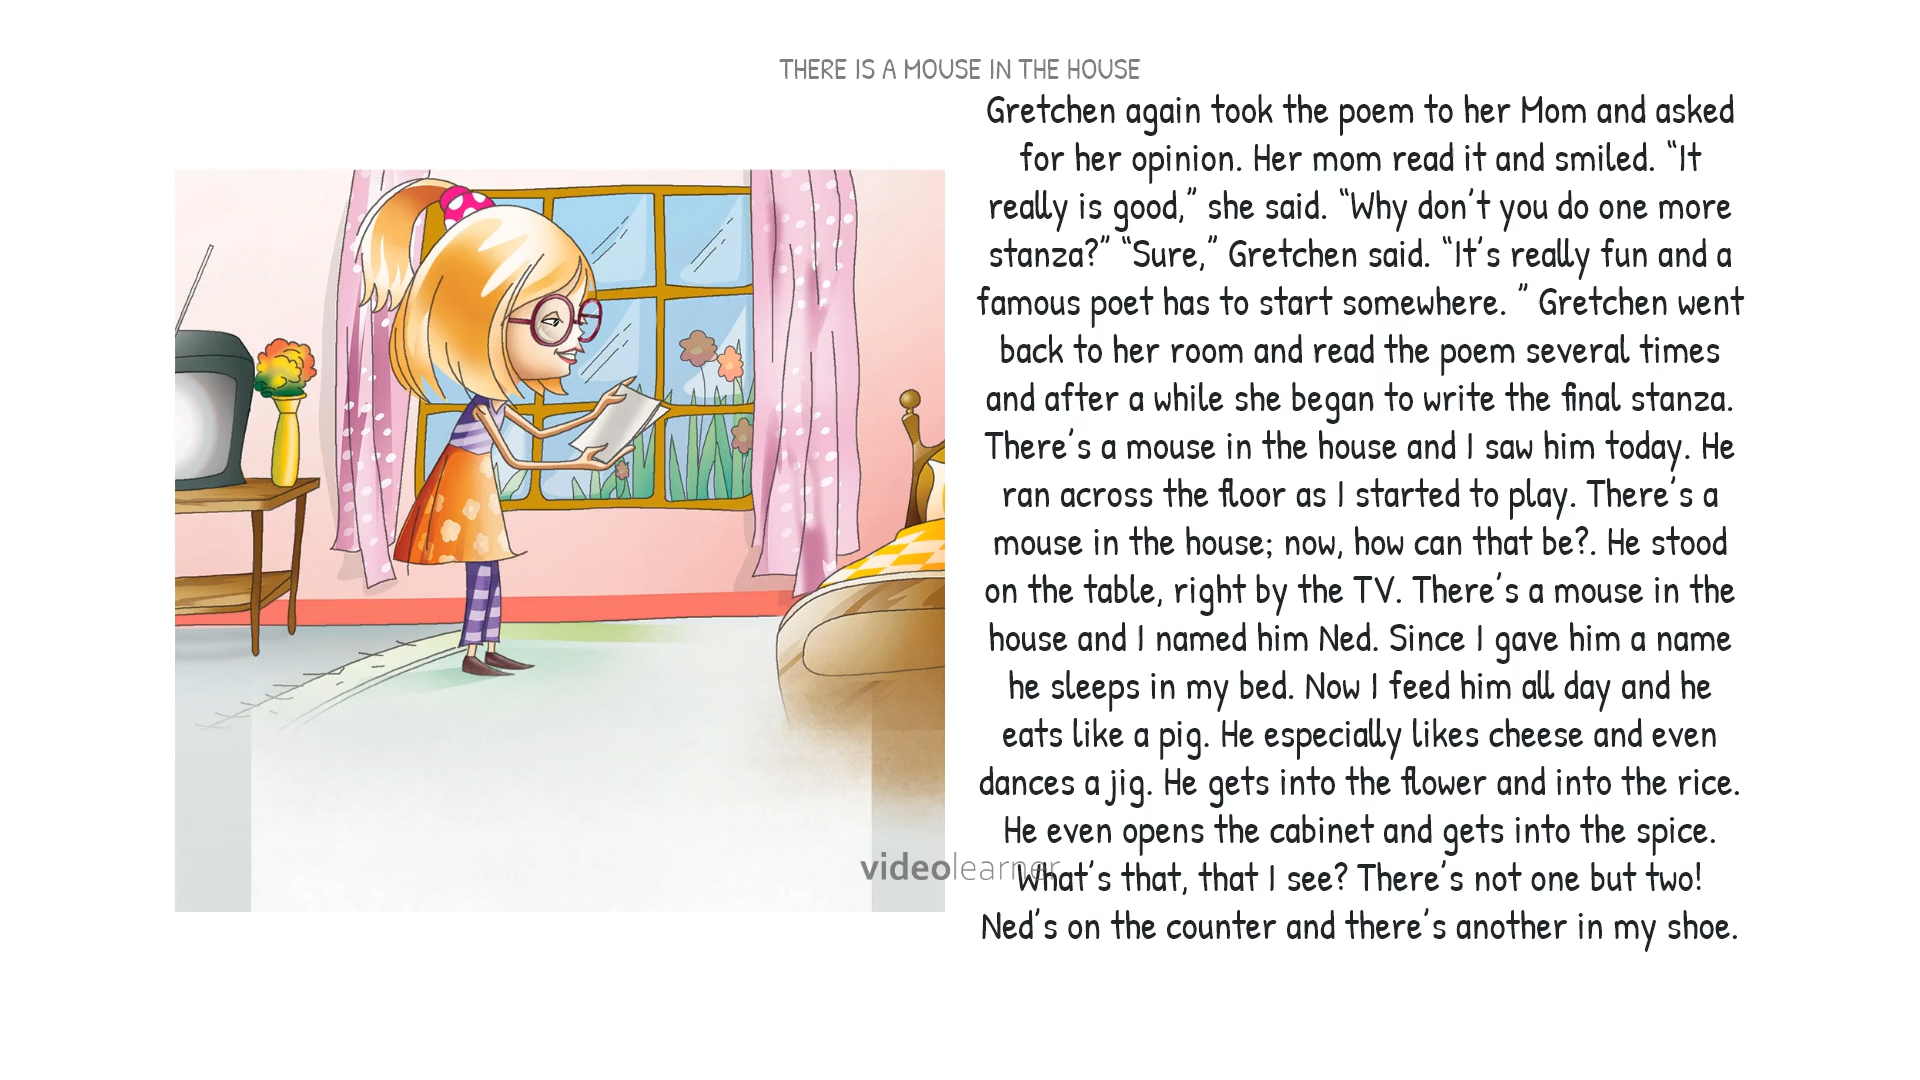 THERE IS A MOUSE IN THE HOUSE
Gretchen again took the poem to her Mom and asked
for her opinion. Her mom read it and smiled. “It
really is good,” she said. “Why don’t you do one more
stanza?” “Sure,” Gretchen said. “It’s really fun and a
famous poet has to start somewhere. ” Gretchen went
back to her room and read the poem several times
and after a while she began to write the final stanza.
There’s a mouse in the house and I saw him today. He
ran across the floor as I started to play. There’s a
mouse in the house; now, how can that be?. He stood
on the table, right by the TV. There’s a mouse in the
house and I named him Ned. Since I gave him a name
he sleeps in my bed. Now I feed him all day and he
eats like a pig. He especially likes cheese and even
dances a jig. He gets into the flower and into the rice.
He even opens the cabinet and gets into the spice.
What’s that, that I see? There’s not one but two!
Ned’s on the counter and there’s another in my shoe.
videolearner